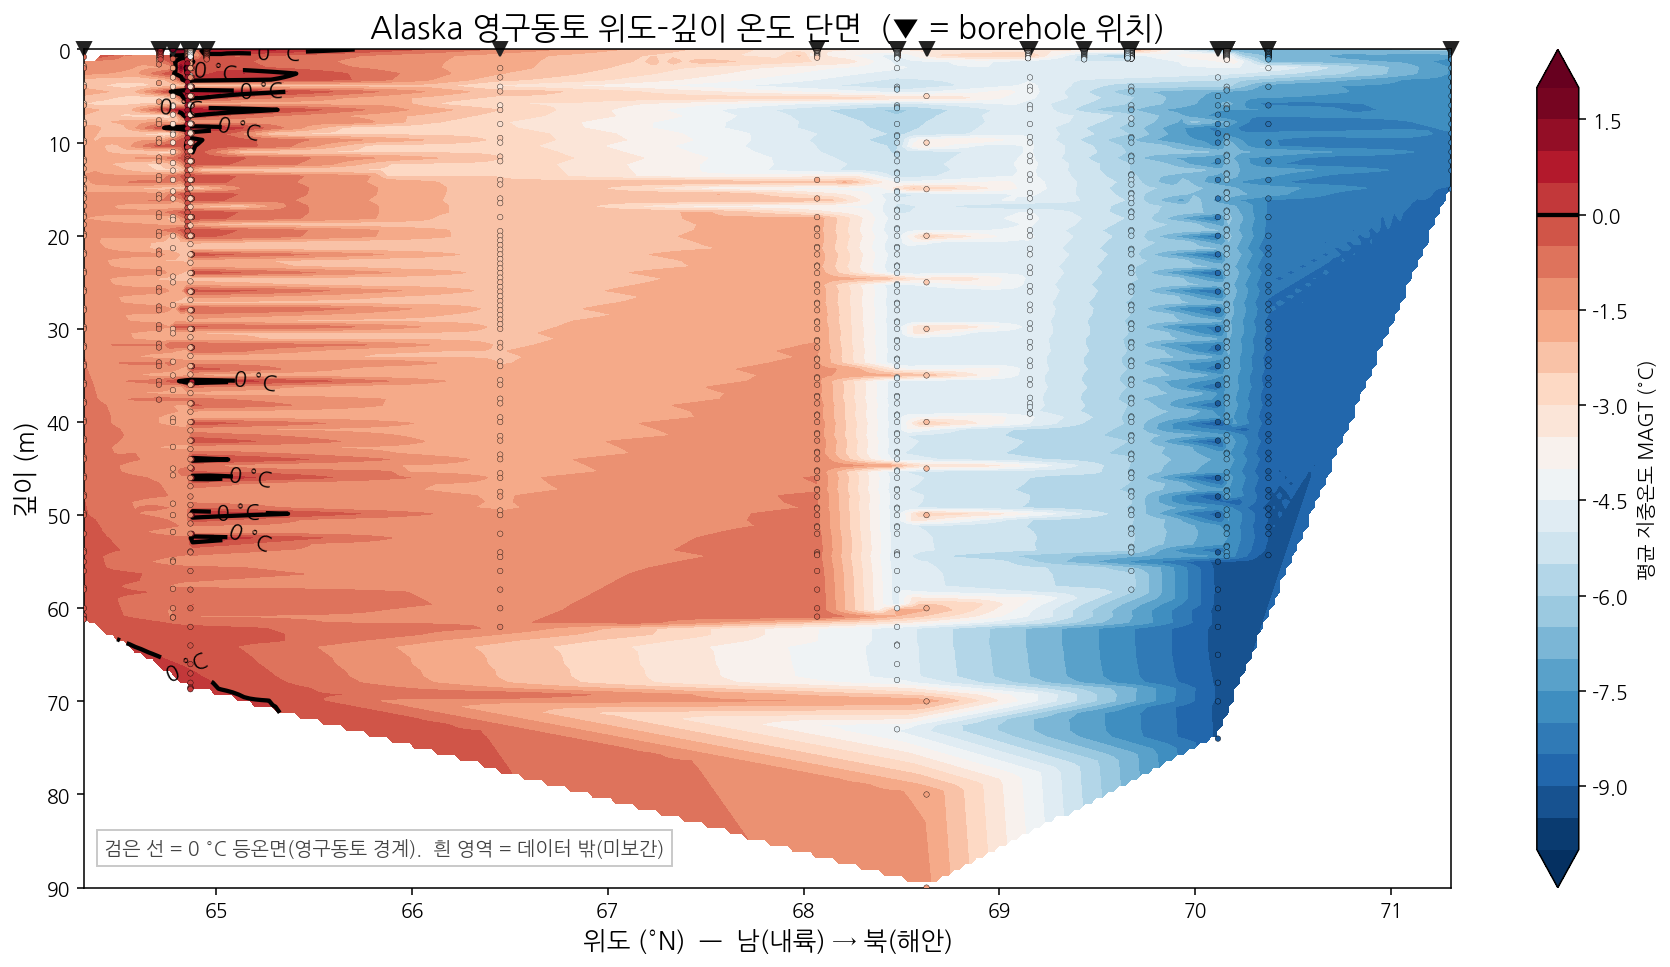 Alaska 영구동토 위도-깊이 온도 단면 (▼ = borehole 위치)
0
10
20
30
40
50
60
70
80
90
깊이 (m)
0 °C
0 °C
0 °C
0 °C
0 °C
0 °C
0 °C
0 °C
0 °C
0 °C
검은 선 = 0 °C 등온면(영구동토 경계). 흰 영역 = 데이터 밖(미보간)
65
66
67
68
69
70
71
위도 (°N) — 남(내륙) → 북(해안)
1.5
0.0
-1.5
-3.0
-4.5
-6.0
-7.5
-9.0
평균 지중온도 MAGT (°C)